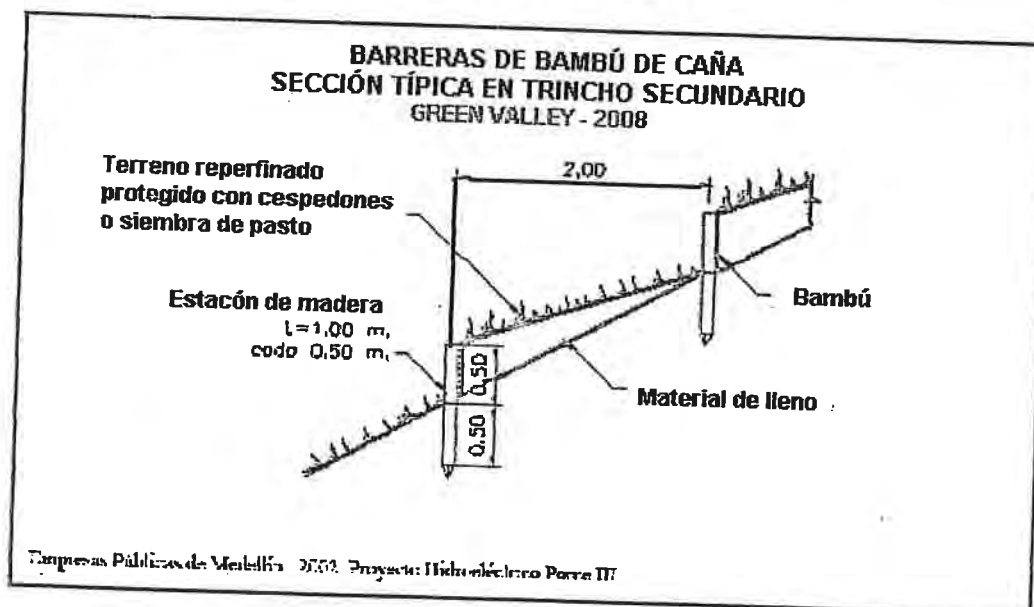 BARRERAS DE BAMBÚ DE CAÑA
SECCIÓN TÍPICA EN TRINCHO SECUNDARIO
GREEN VALLEY - 2008
2,00
Terreno reperfinado
protegido con cespedones
o siembra de pasto
Estacón de madera
L=1,00 m,
codo 0,50 m,
Bambú
0,50
0,50
Material de lleno
Empresas Públicas de Medellín Proyecto Hidroeléctrico Porce III